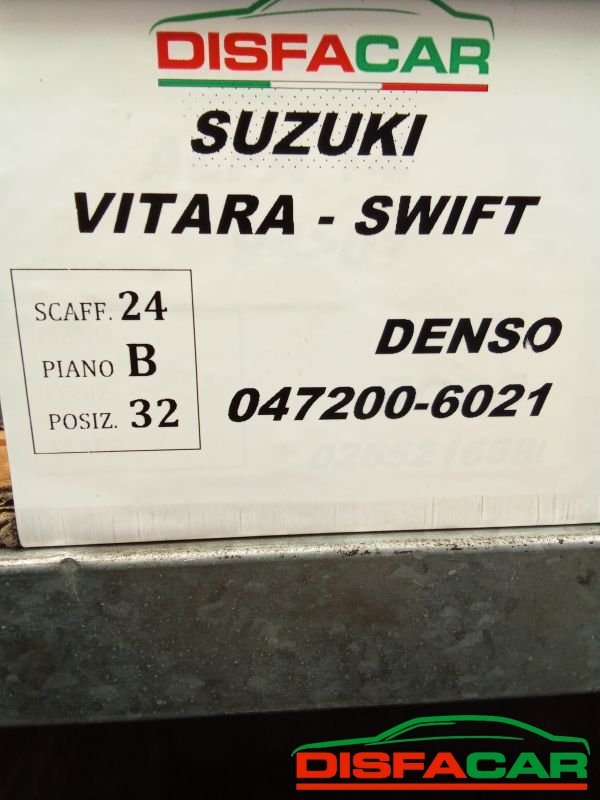 DISFACAR
SUZUKI
VITARA - SWIFT
SCAFF. 24
PIANO B
POSIZ. 32
DENSO
047200-6021
DISFACAR